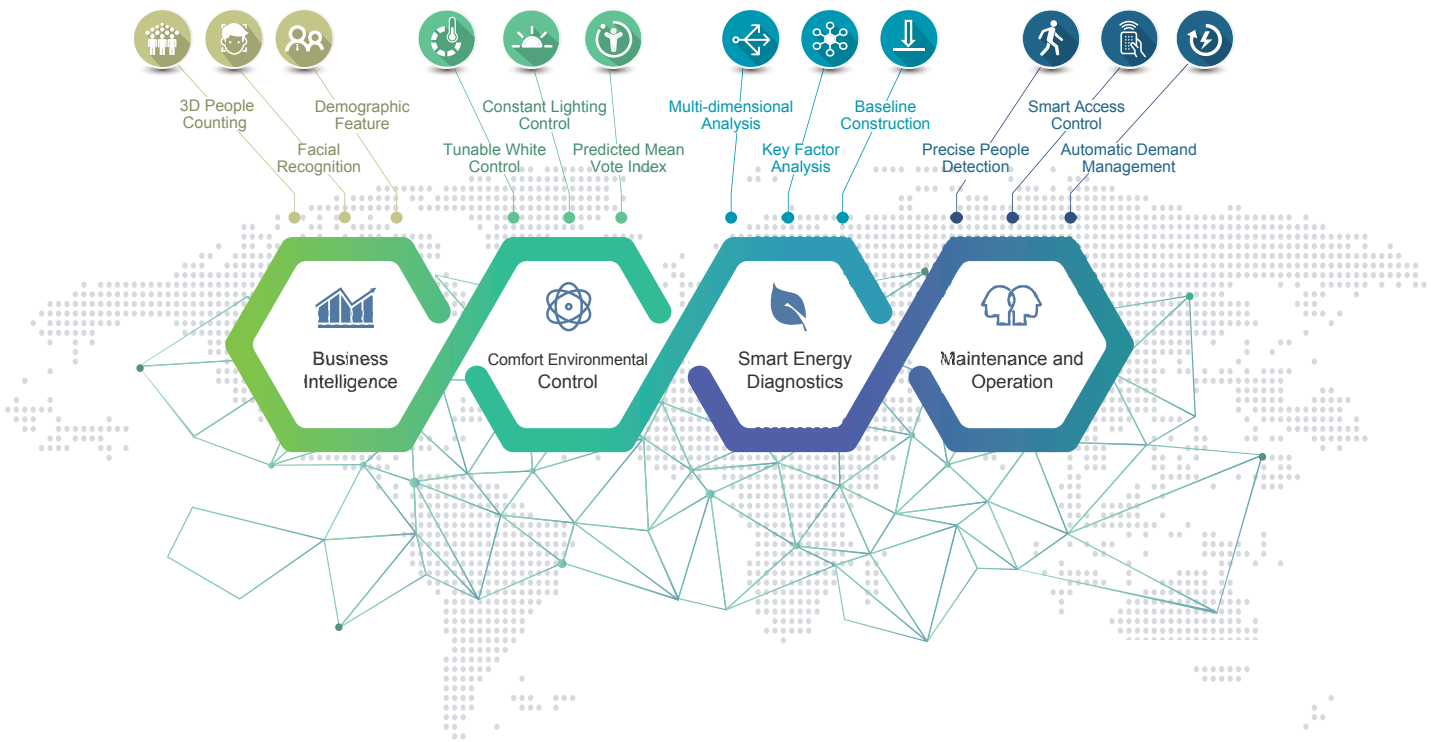 3D People
Counting
Facial
Recognition
Demographic
Feature
Tunable White
Control
Constant Lighting
Control
Predicted Mean
Vote Index
Multi-dimensional
Analysis
Key Factor
Analysis
Baseline
Construction
Precise People
Detection
Smart Access
Control
Automatic Demand
Management
Business
Intelligence
Comfort Environmental
Control
Smart Energy
Diagnostics
Maintenance and
Operation